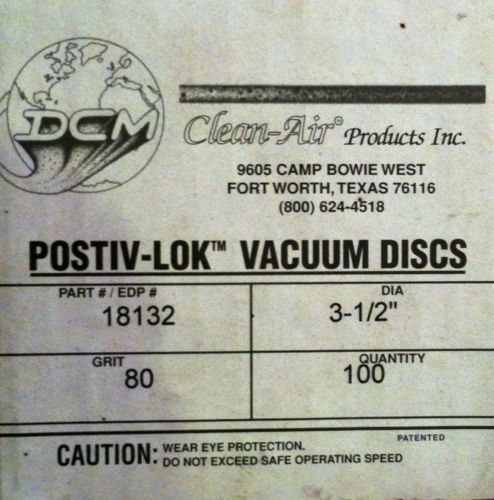 DCM
Clean-Air® Products Inc.
9605 CAMP BOWIE WEST
FORT WORTH, TEXAS 76116
(800) 624-4518
POSTIV-LOK™ VACUUM DISCS
PART # / EDP #
18132
DIA
3-1/2"
GRIT
80
QUANTITY
100
PATENTED
CAUTION: WEAR EYE PROTECTION.
DO NOT EXCEED SAFE OPERATING SPEED